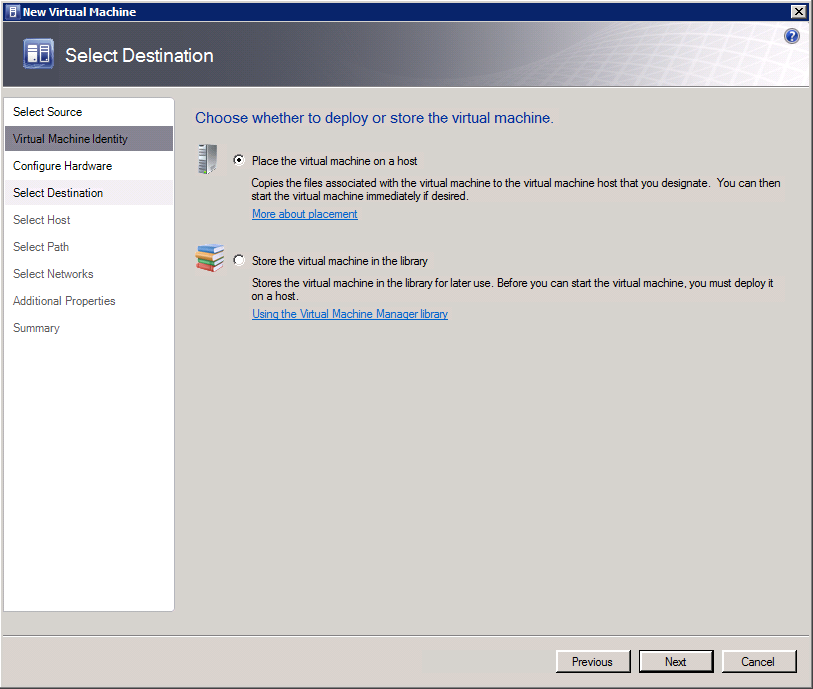 New Virtual Machine
Select Destination
Select Source
Virtual Machine Identity
Configure Hardware
Select Destination
Select Host
Select Path
Select Networks
Additional Properties
Summary
Choose whether to deploy or store the virtual machine.
Place the virtual machine on a host
Copies the files associated with the virtual machine to the virtual machine host that you designate.  You can then
start the virtual machine immediately if desired.
More about placement
Store the virtual machine in the library
Stores the virtual machine in the library for later use. Before you can start the virtual machine, you must deploy it
on a host.
Using the Virtual Machine Manager library
Previous
Next
Cancel